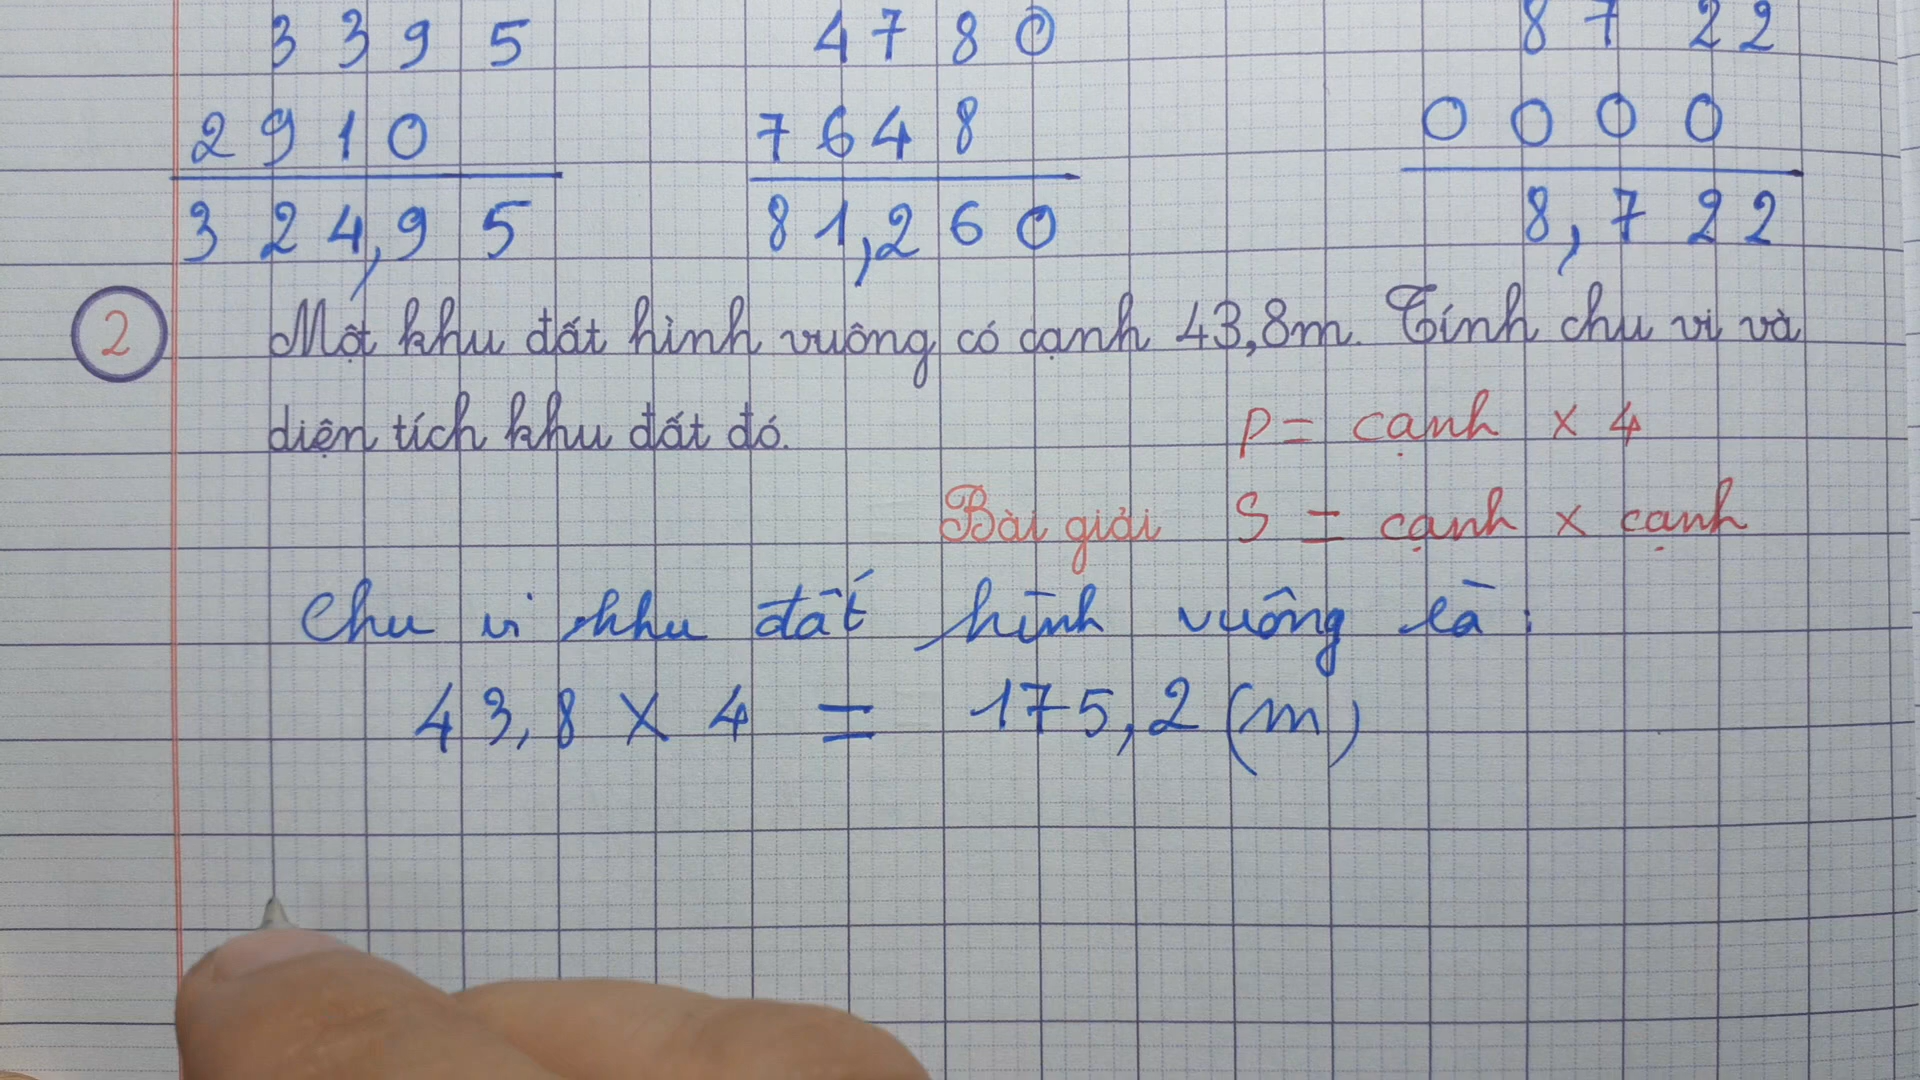 3 3 9 5 4 7 8 0 8 7 2 2
2 9 1 0 7 6 4 8 0 0 0 0
3 2 4,9 5 8 1,2 6 0 8,7 2 2
2 Một khu đất hình vuông có cạnh 43,8m. Tính chu vi và
diện tích khu đất đó. P = cạnh × 4
Bài giải S = cạnh × cạnh
Chu vi khu đất hình vuông là:
43,8 × 4 = 175,2 (m)